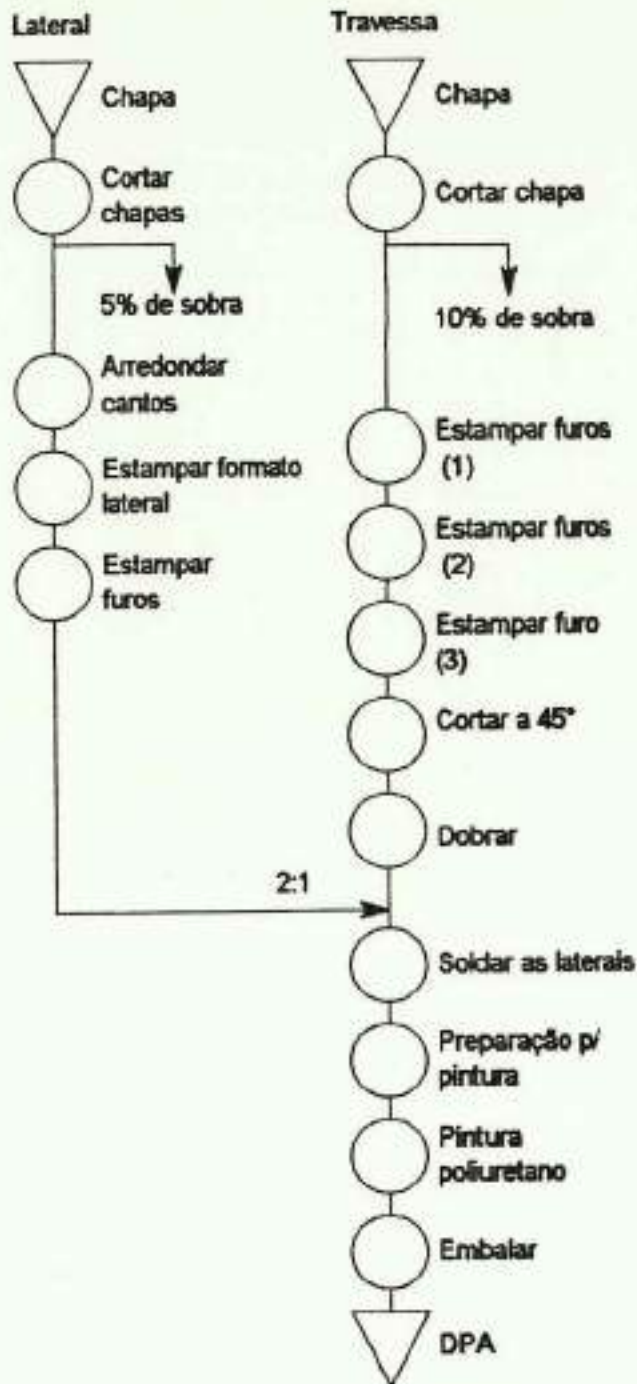 Lateral
Travessa
Chapa
Chapa
Cortar
chapas
Cortar chapa
5% de sobra
10% de sobra
Arredondar
cantos
Estampar furos
(1)
Estampar formato
lateral
Estampar furos
(2)
Estampar
furos
Estampar furo
(3)
Cortar a 45°
Dobrar
2:1
Soldar as laterais
Preparação p/
pintura
Pintura
poliuretano
Embalar
DPA